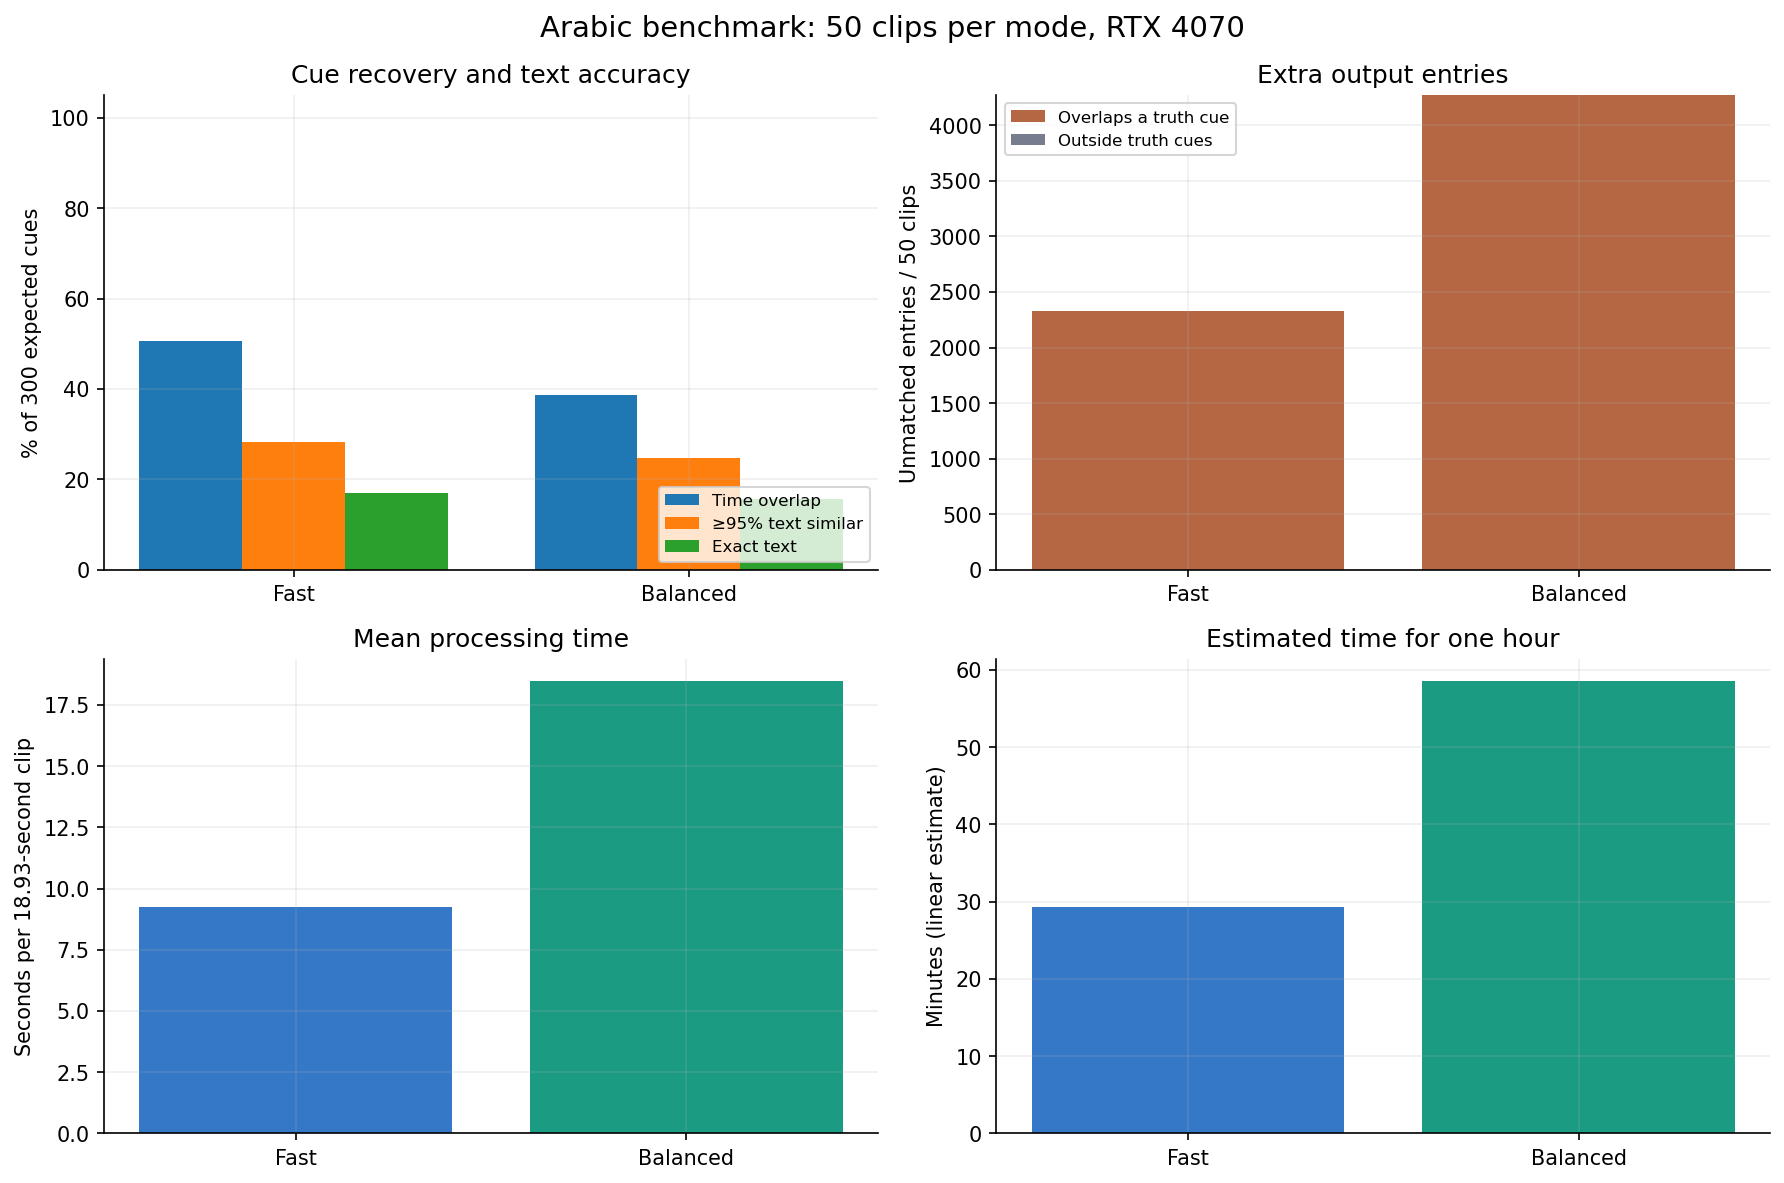 Arabic benchmark: 50 clips per mode, RTX 4070
Cue recovery and text accuracy
% of 300 expected cues
100
80
60
40
20
0
Time overlap
≥95% text similar
Exact text
Fast
Balanced
Extra output entries
Unmatched entries / 50 clips
4000
3500
3000
2500
2000
1500
1000
500
0
Overlaps a truth cue
Outside truth cues
Fast
Balanced
Mean processing time
Seconds per 18.93-second clip
17.5
15.0
12.5
10.0
7.5
5.0
2.5
0.0
Fast
Balanced
Estimated time for one hour
Minutes (linear estimate)
60
50
40
30
20
10
0
Fast
Balanced